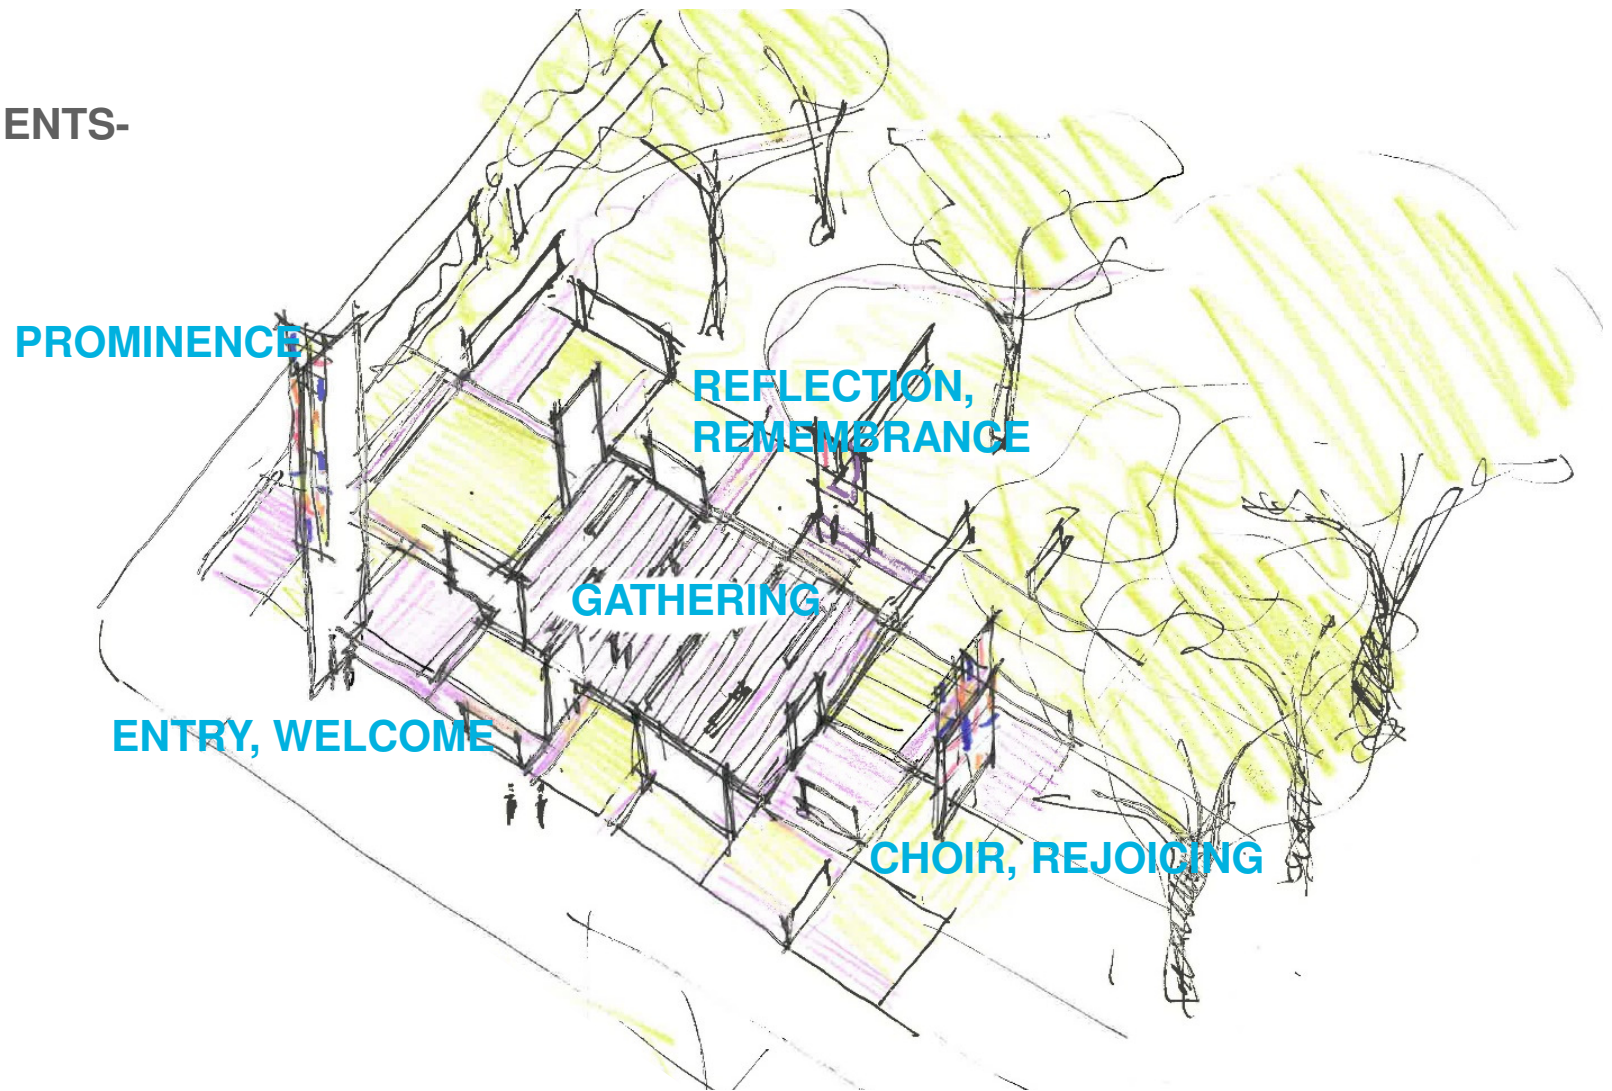 ENTS-
PROMINENCE
REFLECTION,
REMEMBRANCE
GATHERING
ENTRY, WELCOME
CHOIR, REJOICING